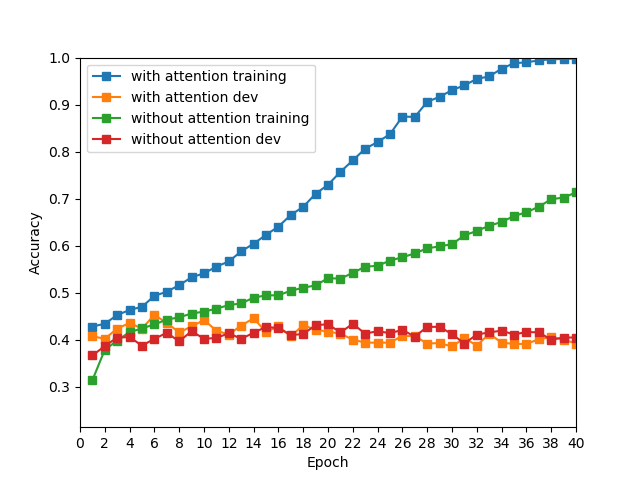 1.0
0.9
0.8
0.7
0.6
0.5
0.4
0.3
Accuracy
with attention training
with attention dev
without attention training
without attention dev
0 2 4 6 8 10 12 14 16 18 20 22 24 26 28 30 32 34 36 38 40
Epoch